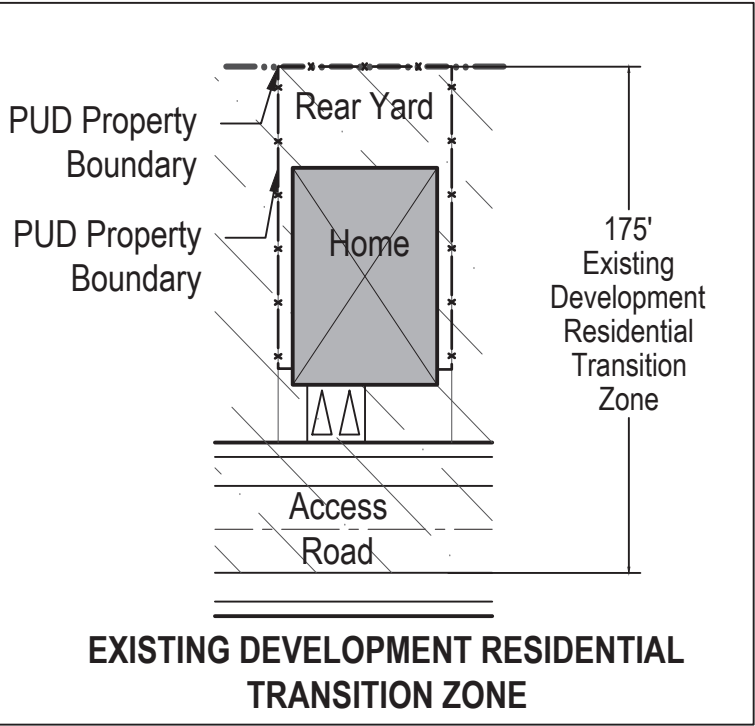 Rear Yard
PUD Property
Boundary
PUD Property
Boundary
Home
175'
Existing
Development
Residential
Transition
Zone
Access
Road
EXISTING DEVELOPMENT RESIDENTIAL
TRANSITION ZONE